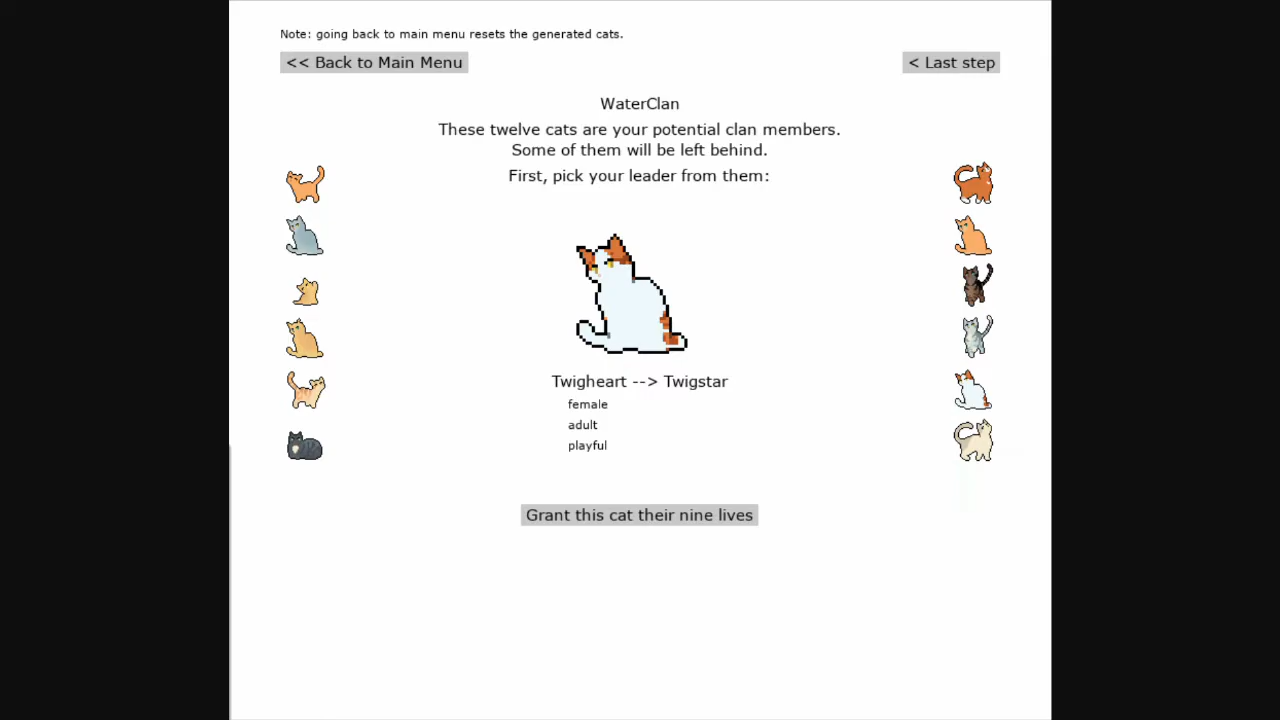 Note: going back to main menu resets the generated cats.
<< Back to Main Menu
< Last step
WaterClan
These twelve cats are your potential clan members.
Some of them will be left behind.
First, pick your leader from them:
Twigheart --> Twigstar
female
adult
playful
Grant this cat their nine lives